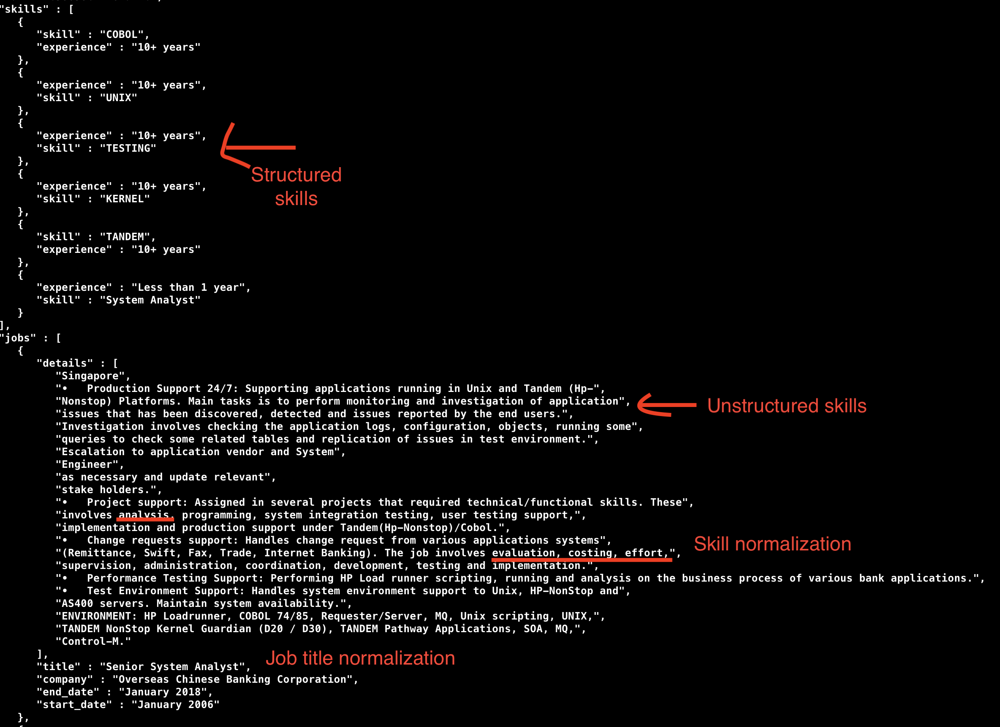 "skills" : [
{
"skill" : "COBOL",
"experience" : "10+ years"
},
{
"experience" : "10+ years",
"skill" : "UNIX"
},
{
"experience" : "10+ years",
"skill" : "TESTING"
},
{
Structured
skills
"experience" : "10+ years",
"skill" : "KERNEL"
},
{
"skill" : "TANDEM",
"experience" : "10+ years"
},
{
"experience" : "Less than 1 year",
"skill" : "System Analyst"
}
],
"jobs" : [
{
"details" : [
"Singapore",
"•   Production Support 24/7: Supporting applications running in Unix and Tandem (Hp-",
"Nonstop) Platforms. Main tasks is to perform monitoring and investigation of application",
Unstructured skills
"issues that has been discovered, detected and issues reported by the end users.",
"Investigation involves checking the application logs, configuration, objects, running some",
"queries to check some related tables and replication of issues in test environment.",
"Escalation to application vendor and System",
"Engineer",
"as necessary and update relevant",
"stake holders.",
"•   Project support: Assigned in several projects that required technical/functional skills. These",
"involves analysis, programming, system integration testing, user testing support,",
"implementation and production support under Tandem(Hp-Nonstop)/Cobol.",
"•   Change requests support: Handles change request from various applications systems",
Skill normalization
"(Remittance, Swift, Fax, Trade, Internet Banking). The job involves evaluation, costing, effort,",
"supervision, administration, coordination, development, testing and implementation.",
"•   Performance Testing Support: Performing HP Load runner scripting, running and analysis on the business process of various bank applications.",
"•   Test Environment Support: Handles system environment support to Unix, HP-NonStop and",
"AS400 servers. Maintain system availability.",
"ENVIRONMENT: HP Loadrunner, COBOL 74/85, Requester/Server, MQ, Unix scripting, UNIX,",
"TANDEM NonStop Kernel Guardian (D20 / D30), TANDEM Pathway Applications, SOA, MQ,",
"Control-M."
],
Job title normalization
"title" : "Senior System Analyst",
"company" : "Overseas Chinese Banking Corporation",
"end_date" : "January 2018",
"start_date" : "January 2006"
},